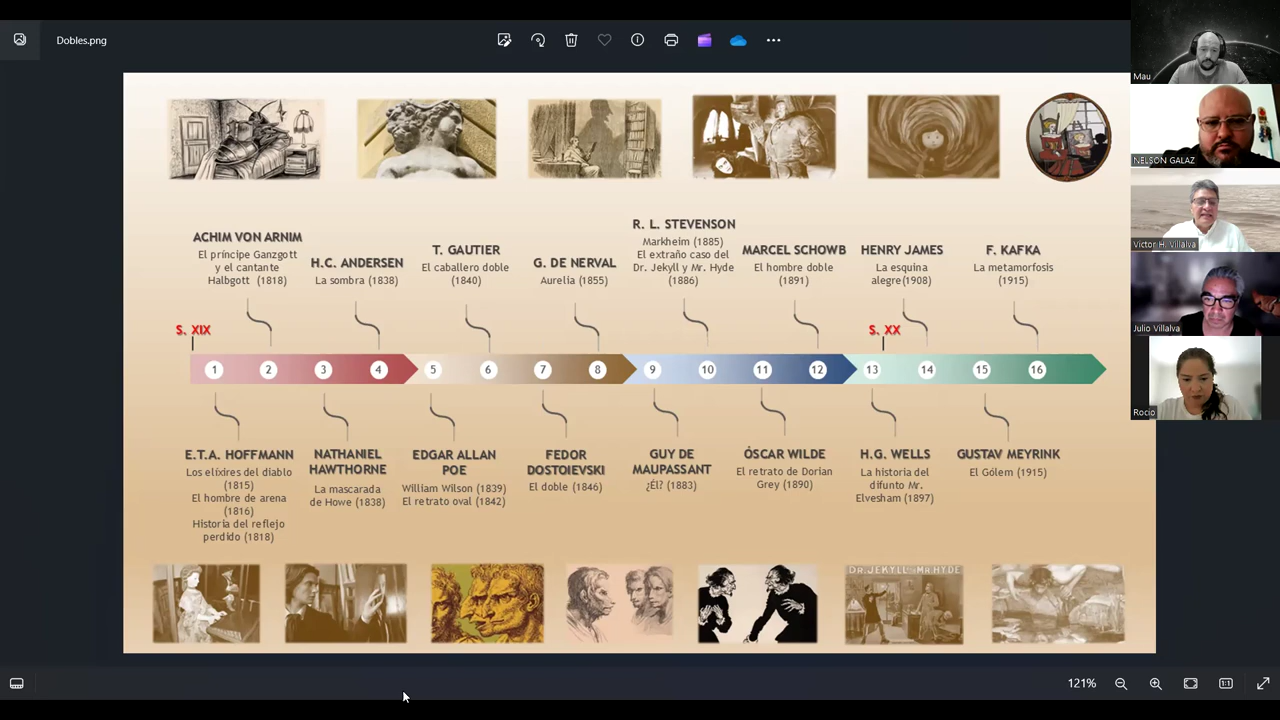 Dobles.png
Mau
NELSON GALAZ
Victor H. Villalva
Julio Villalva
Rocio
R. L. STEVENSON
Markheim (1885)
El extraño caso del
Dr. Jekyll y Mr. Hyde
(1886)
ACHIM VON ARNIM
El príncipe Ganzgott
y el cantante
Halbgott (1818)
H.C. ANDERSEN
La sombra (1838)
T. GAUTIER
El caballero doble
(1840)
G. DE NERVAL
Aurelia (1855)
MARCEL SCHOWB
El hombre doble
(1891)
HENRY JAMES
La esquina
alegre(1908)
F. KAFKA
La metamorfosis
(1915)
S. XIX
S. XX
1 2 3 4 5 6 7 8 9 10 11 12 13 14 15 16
E.T.A. HOFFMANN
Los elíxires del diablo
(1815)
El hombre de arena
(1816)
Historia del reflejo
perdido (1818)
NATHANIEL
HAWTHORNE
La mascarada
de Howe (1838)
EDGAR ALLAN
POE
William Wilson (1839)
El retrato oval (1842)
FEDOR
DOSTOIEVSKI
El doble (1846)
GUY DE
MAUPASSANT
¿Él? (1883)
ÓSCAR WILDE
El retrato de Dorian
Grey (1890)
H.G. WELLS
La historia del
difunto Mr.
Elvesham (1897)
GUSTAV MEYRINK
El Gólem (1915)
DR. JEKYLL AND MR. HYDE
121%
1:1